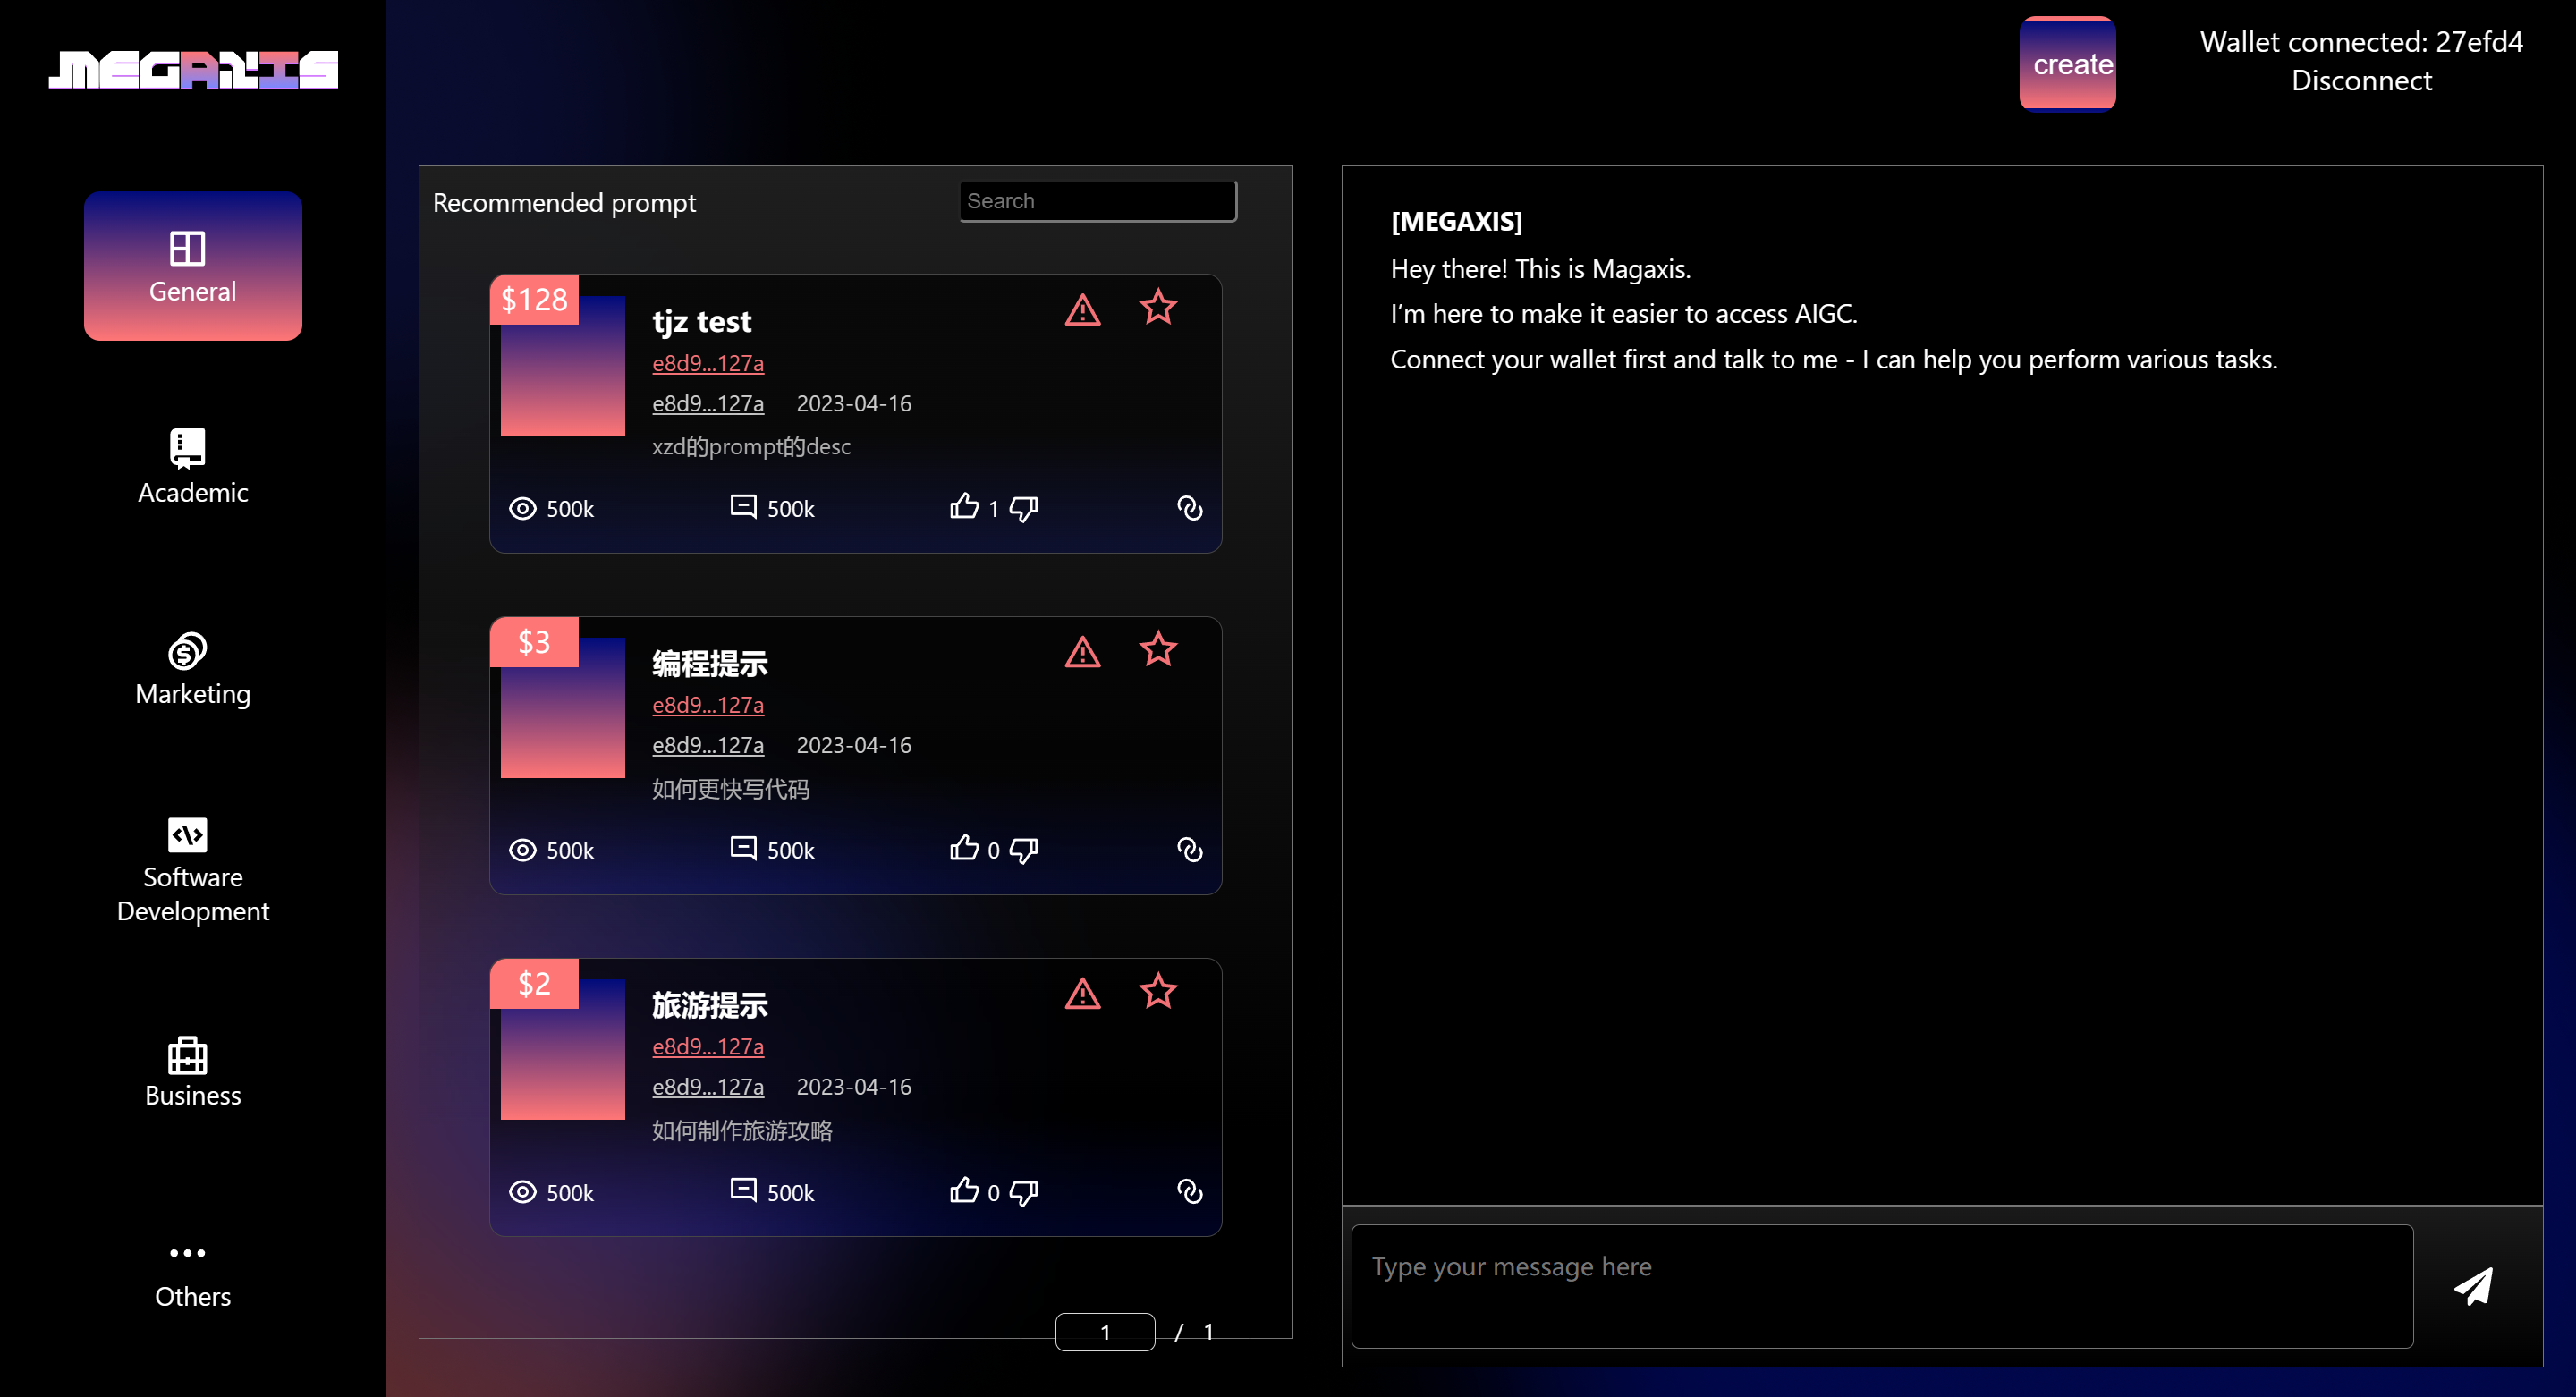 MEGAXIS
create
Wallet connected: 27efd4
Disconnect
General
Academic
Marketing
Software
Development
Business
Others
Recommended prompt
Search
$128
tjz test
e8d9...127a
e8d9...127a 2023-04-16
xzd的prompt的desc
500k 500k 1
$3
编程提示
e8d9...127a
e8d9...127a 2023-04-16
如何更快写代码
500k 500k 0
$2
旅游提示
e8d9...127a
e8d9...127a 2023-04-16
如何制作旅游攻略
500k 500k 0
1 / 1
[MEGAXIS]
Hey there! This is Magaxis.
I’m here to make it easier to access AIGC.
Connect your wallet first and talk to me - I can help you perform various tasks.
Type your message here